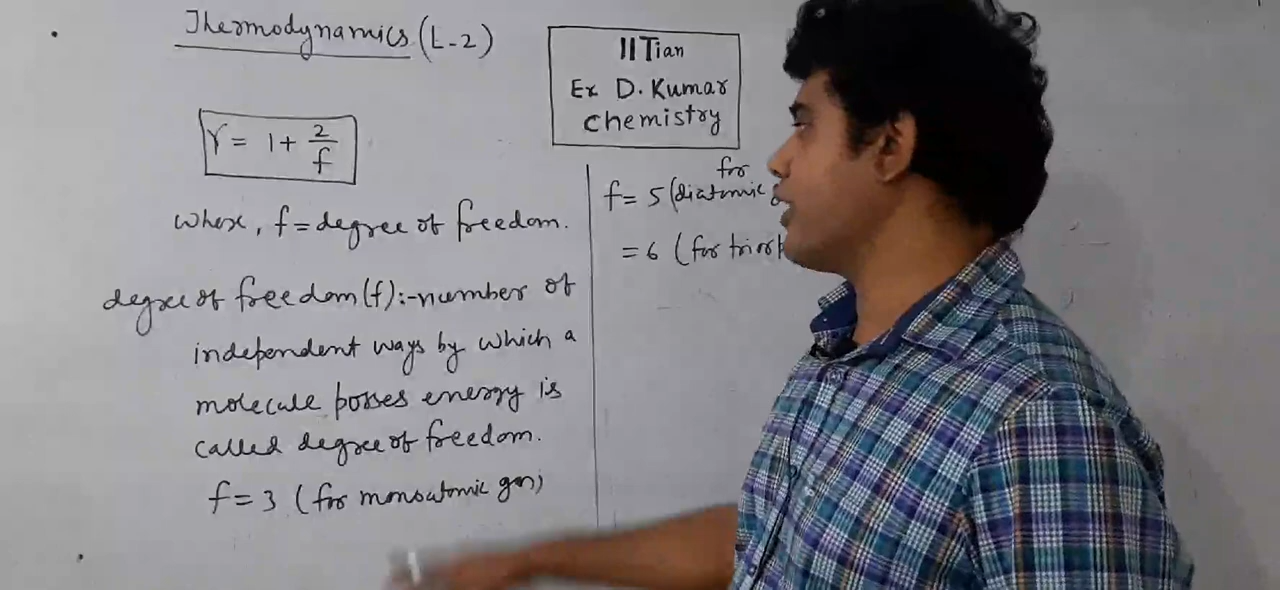 Thermodynamics (L-2)
IITian
Ex D. Kumar
Chemistry
γ = 1 + 2/f
where, f = degree of freedom.
degree of freedom (f) :- number of
independent ways by which a
molecule posses energy is
called degree of freedom.
f = 3 (for monoatomic gas)
for
f = 5 (diatomic
= 6 (for tri or